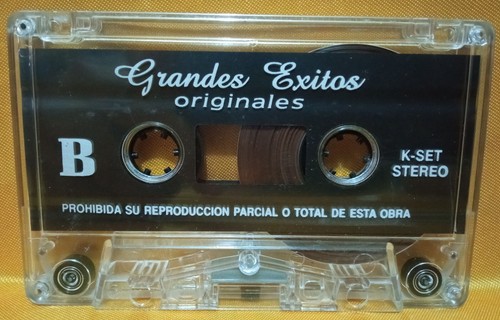 Grandes Exitos
originales
B
K-SET
STEREO
PROHIBIDA SU REPRODUCCION PARCIAL O TOTAL DE ESTA OBRA